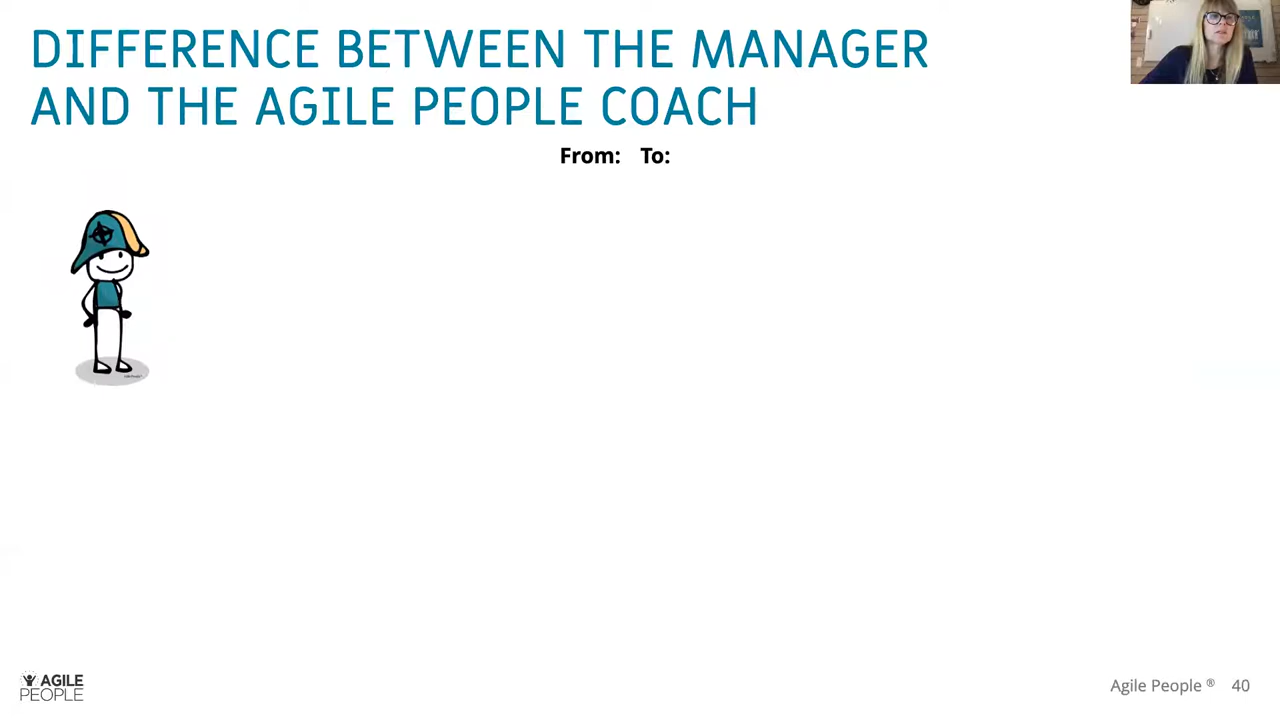 DIFFERENCE BETWEEN THE MANAGER
AND THE AGILE PEOPLE COACH
From: To:
AGILE
PEOPLE
Agile People ® 40